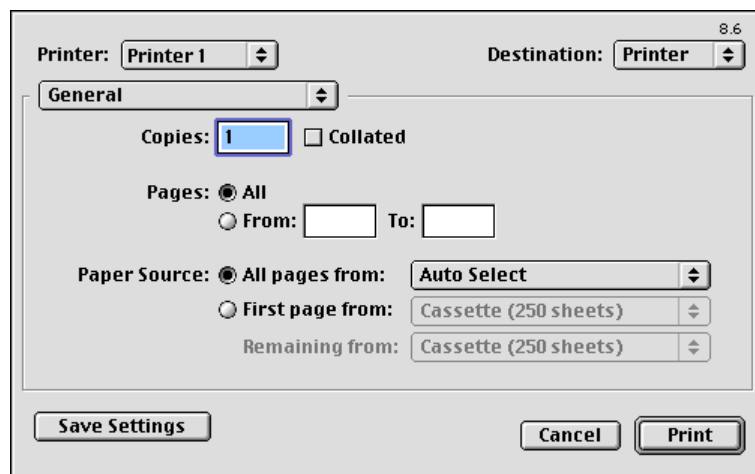 8.6
Printer: Printer 1 Destination: Printer
General
Copies: 1 Collated
Pages: All
From: To:
Paper Source: All pages from: Auto Select
First page from: Cassette (250 sheets)
Remaining from: Cassette (250 sheets)
Save Settings Cancel Print